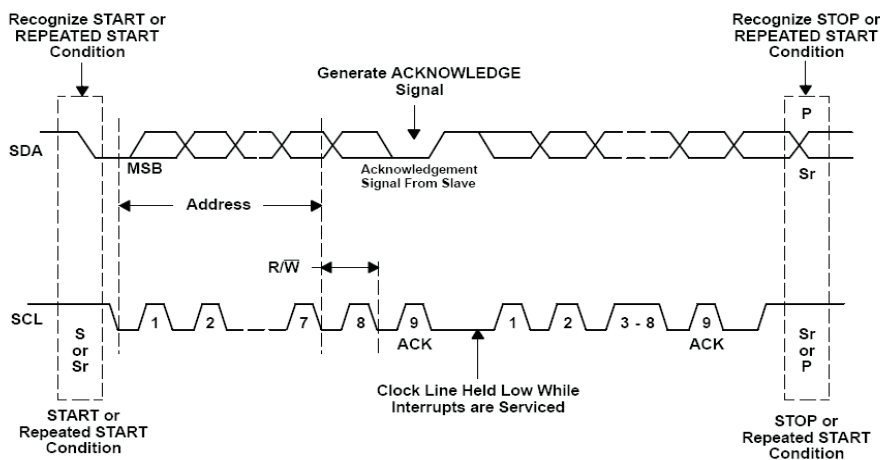 Recognize START or
REPEATED START
Condition
Recognize STOP or
REPEATED START
Condition
Generate ACKNOWLEDGE
Signal
P
SDA
MSB
Acknowledgement
Signal From Slave
Sr
Address
R/W̅
SCL
S
or
Sr
1
2
7
8
9
ACK
1
2
3 - 8
9
ACK
Sr
or
P
Clock Line Held Low While
Interrupts are Serviced
START or
Repeated START
Condition
STOP or
Repeated START
Condition